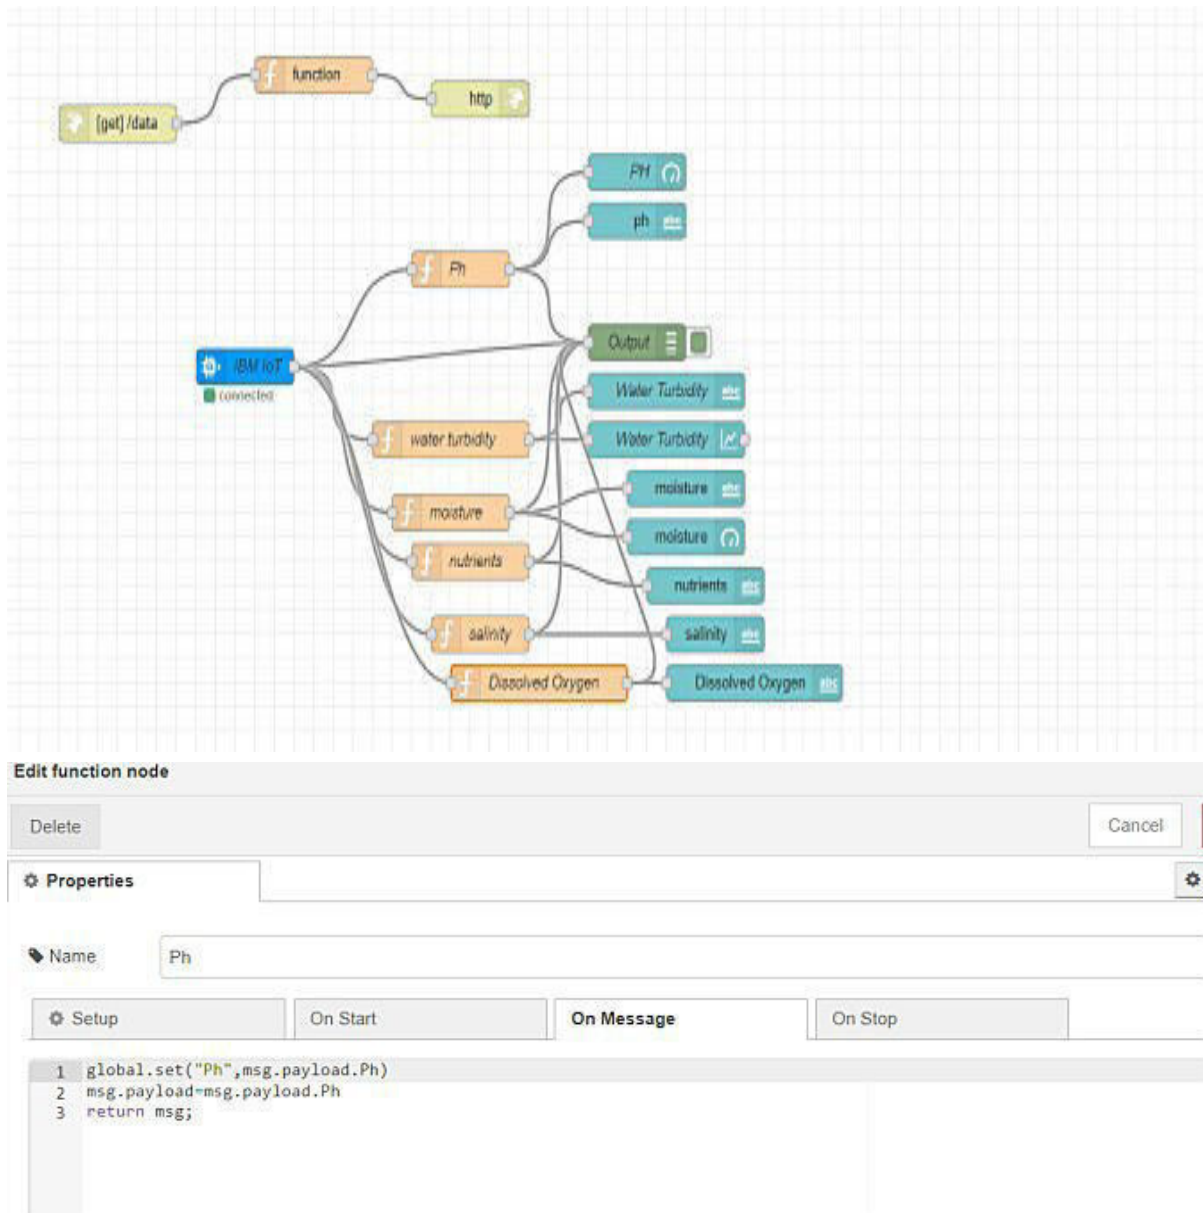 function
http
[get] /data
PH
ph
Ph
Output
IBM IoT
connected
Water Turbidity
water turbidity
Water Turbidity
moisture
moisture
moisture
nutrients
nutrients
salinity
salinity
Dissolved Oxygen
Dissolved Oxygen
Edit function node
Delete
Cancel
Properties
Name
Ph
Setup
On Start
On Message
On Stop
1 global.set("Ph",msg.payload.Ph)
2 msg.payload=msg.payload.Ph
3 return msg;